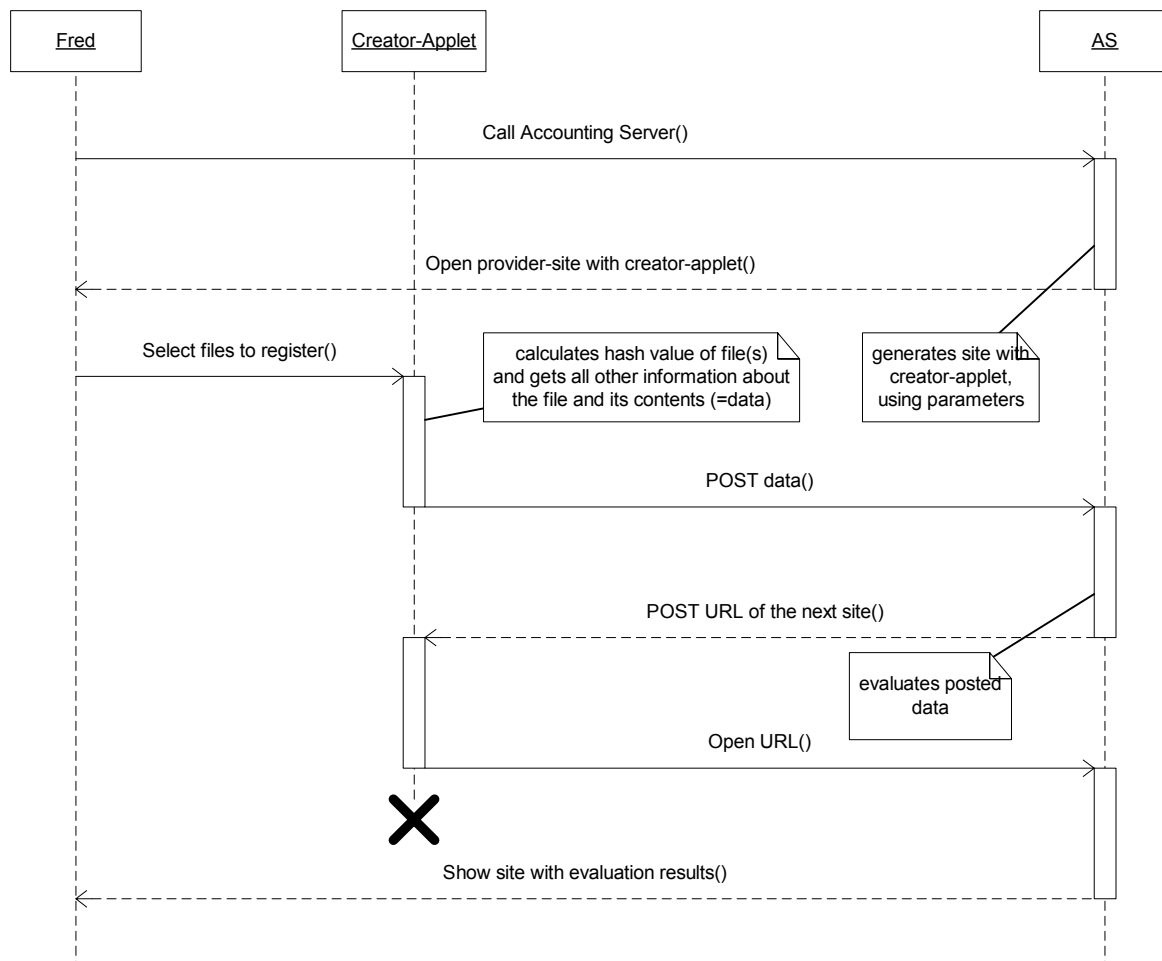 Fred
Creator-Applet
AS
Call Accounting Server()
Open provider-site with creator-applet()
Select files to register()
calculates hash value of file(s)
and gets all other information about
the file and its contents (=data)
generates site with
creator-applet,
using parameters
POST data()
POST URL of the next site()
evaluates posted
data
Open URL()
Show site with evaluation results()